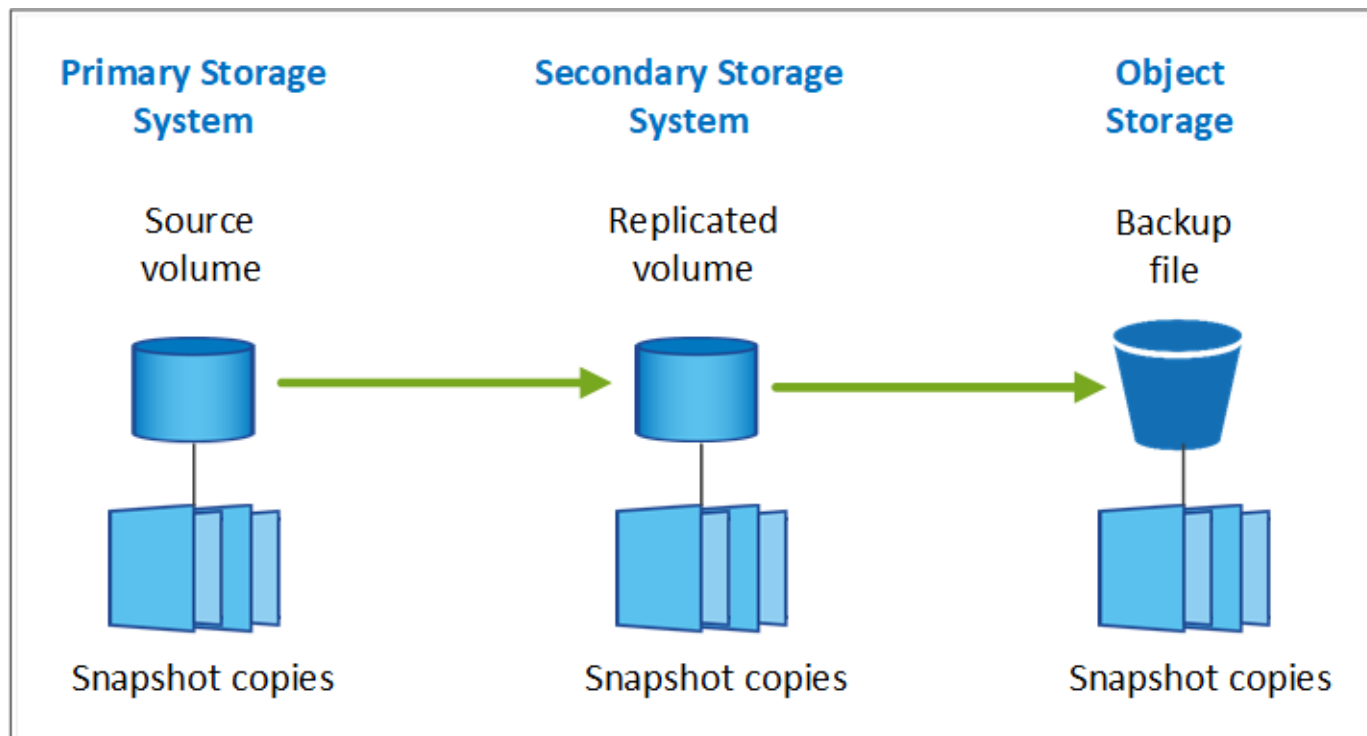 Primary Storage
System
Secondary Storage
System
Object
Storage
Source
volume
Replicated
volume
Backup
file
Snapshot copies
Snapshot copies
Snapshot copies